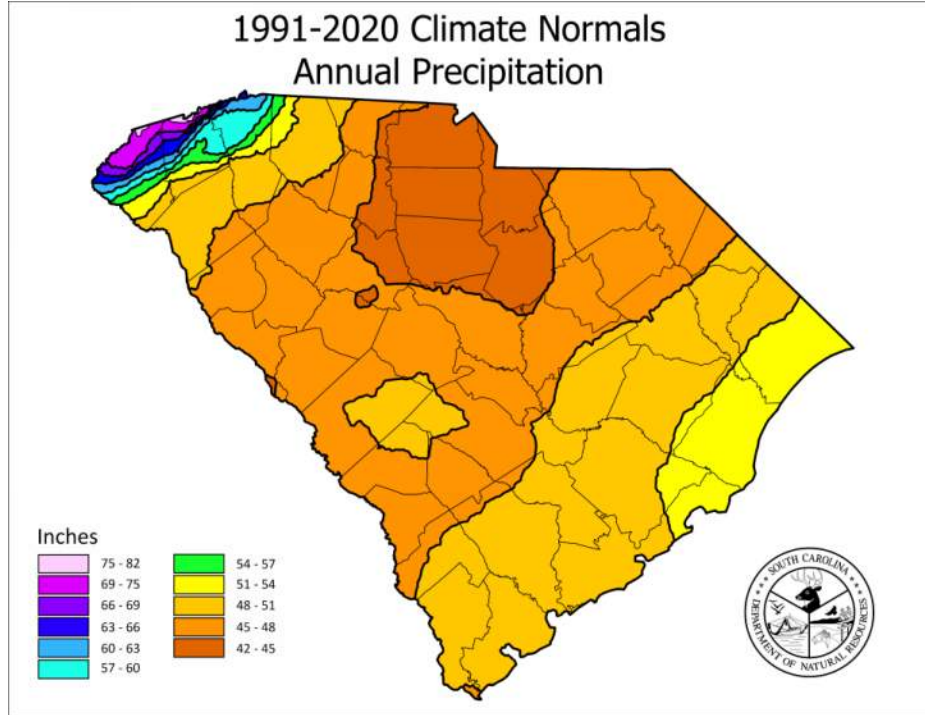 1991-2020 Climate Normals
Annual Precipitation
Inches
75 - 82
69 - 75
66 - 69
63 - 66
60 - 63
57 - 60
54 - 57
51 - 54
48 - 51
45 - 48
42 - 45
SOUTH CAROLINA
DEPARTMENT OF NATURAL RESOURCES